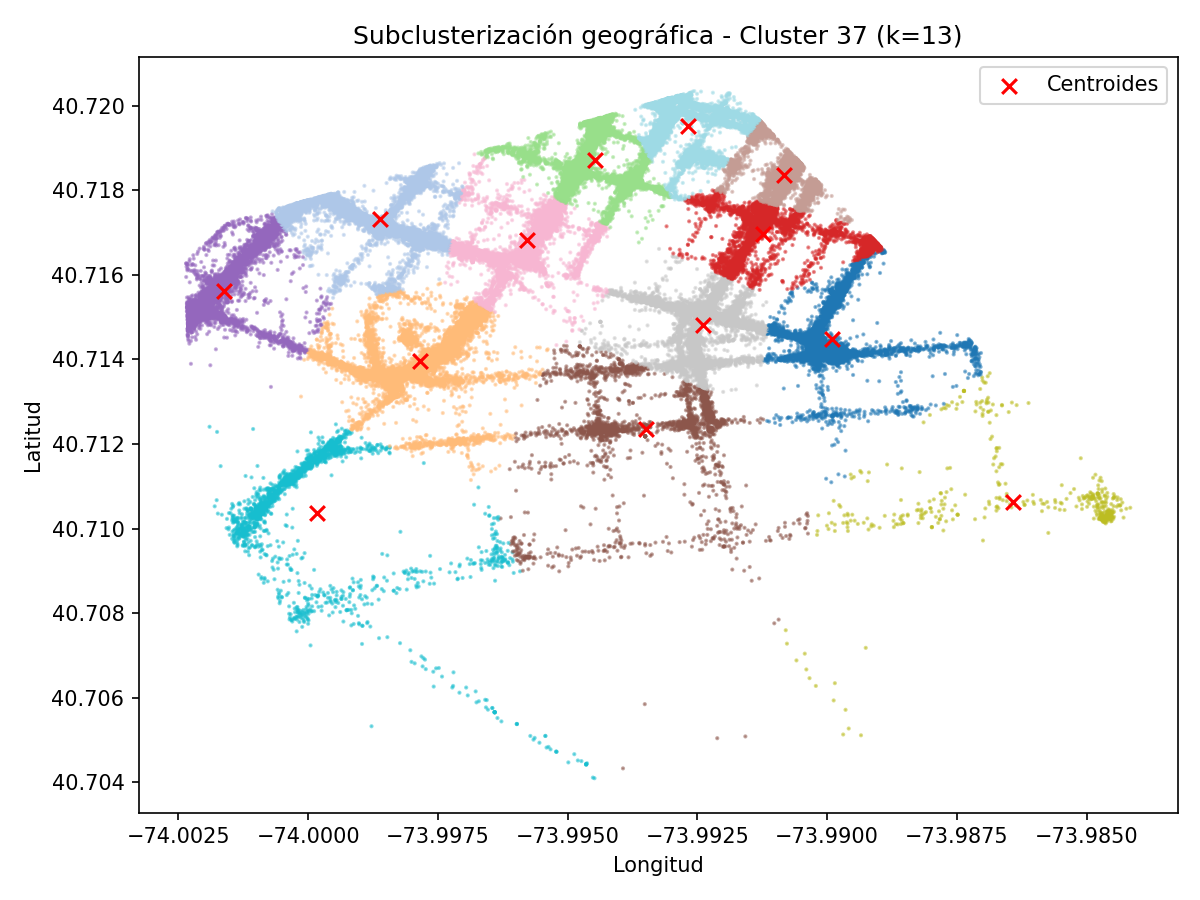 Subclusterización geográfica - Cluster 37 (k=13)
Centroides
40.720
40.718
40.716
40.714
40.712
40.710
40.708
40.706
40.704
Latitud
−74.0025 −74.0000 −73.9975 −73.9950 −73.9925 −73.9900 −73.9875 −73.9850
Longitud